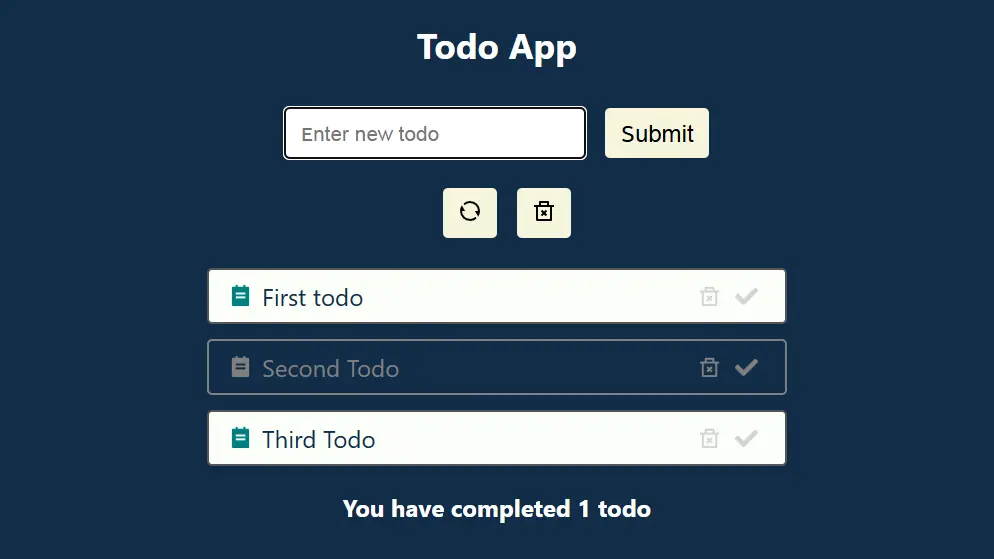 Todo App
Enter new todo
Submit
First todo
Second Todo
Third Todo
You have completed 1 todo